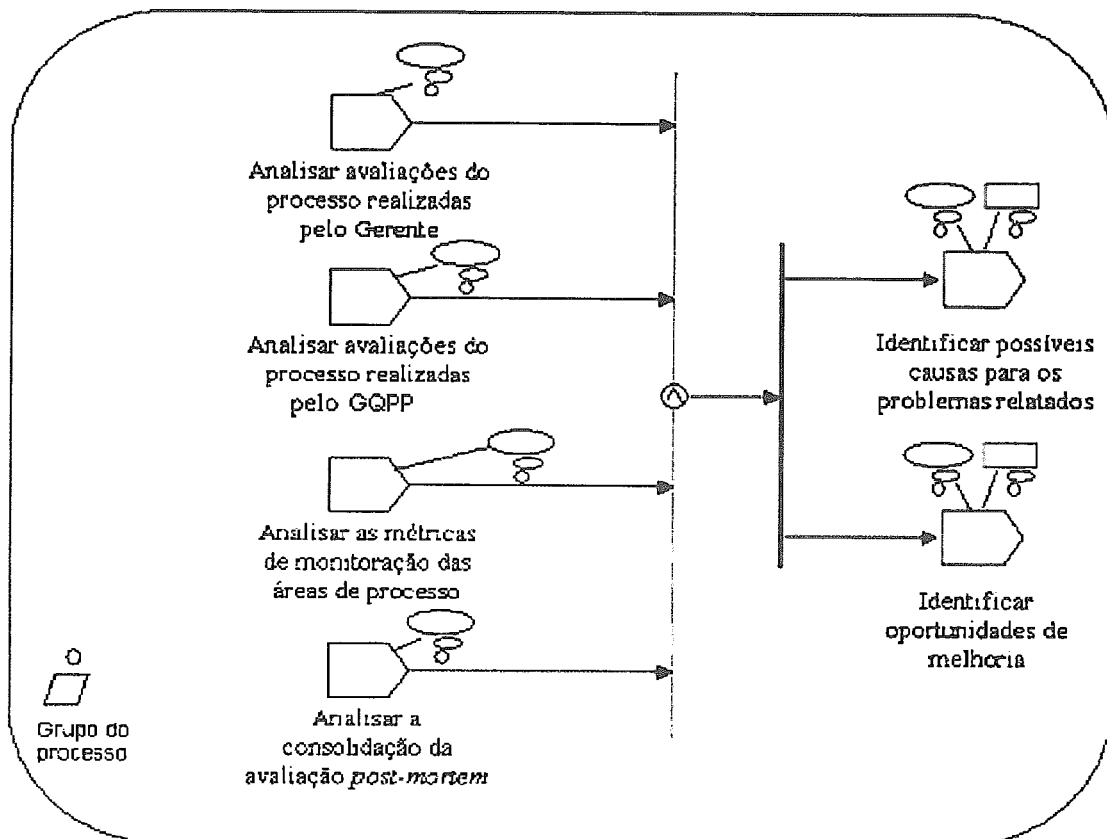 Analisar avaliações do
processo realizadas
pelo Gerente
Analisar avaliações do
processo realizadas
pelo GQPP
Analisar as métricas
de monitoração das
áreas de processo
Analisar a
consolidação da
avaliação post-mortem
Identificar possíveis
causas para os
problemas relatados
Identificar
oportunidades de
melhoria
Grupo do
processo